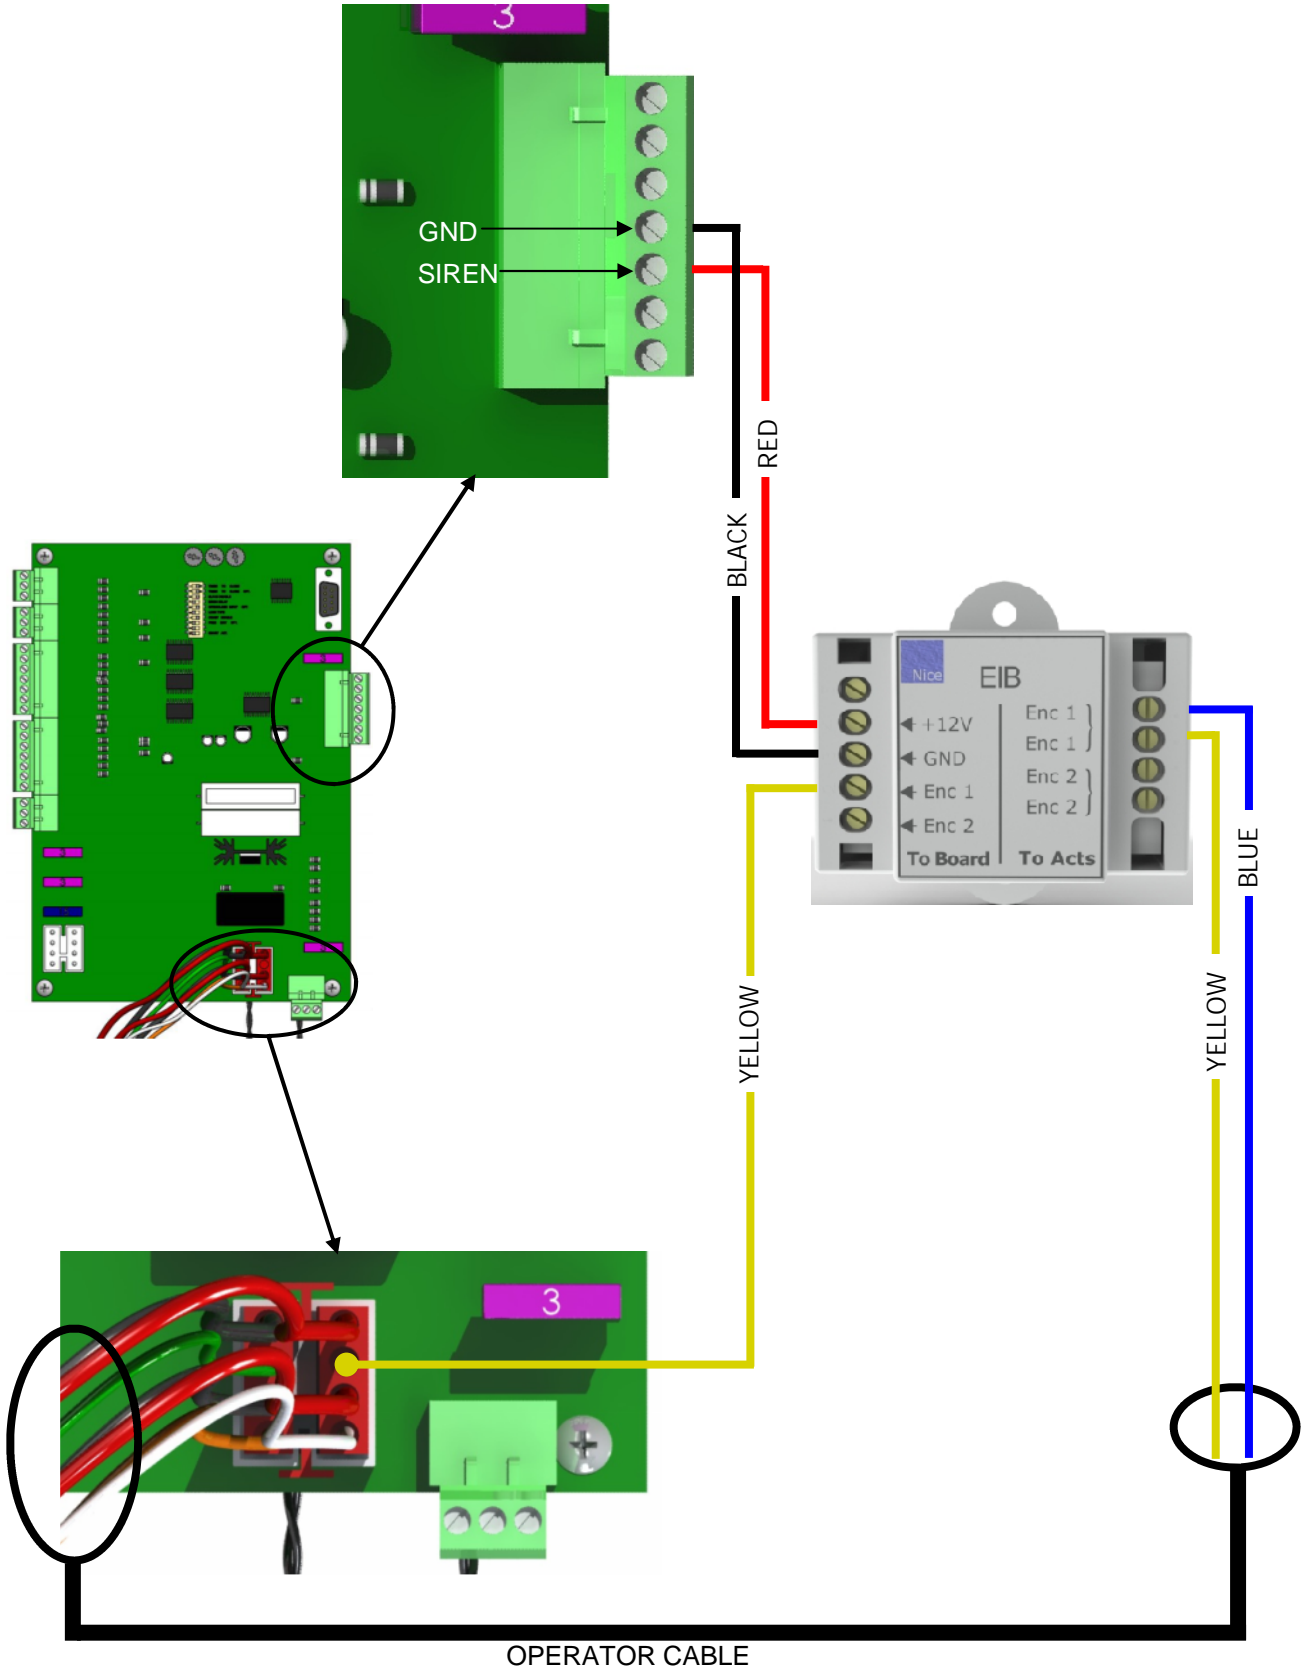 3
GND
SIREN
RED
BLACK
Nice
EIB
+12V
GND
Enc 1
Enc 2
To Board
Enc 1
Enc 1
Enc 2
Enc 2
To Acts
BLUE
YELLOW
YELLOW
3
OPERATOR CABLE